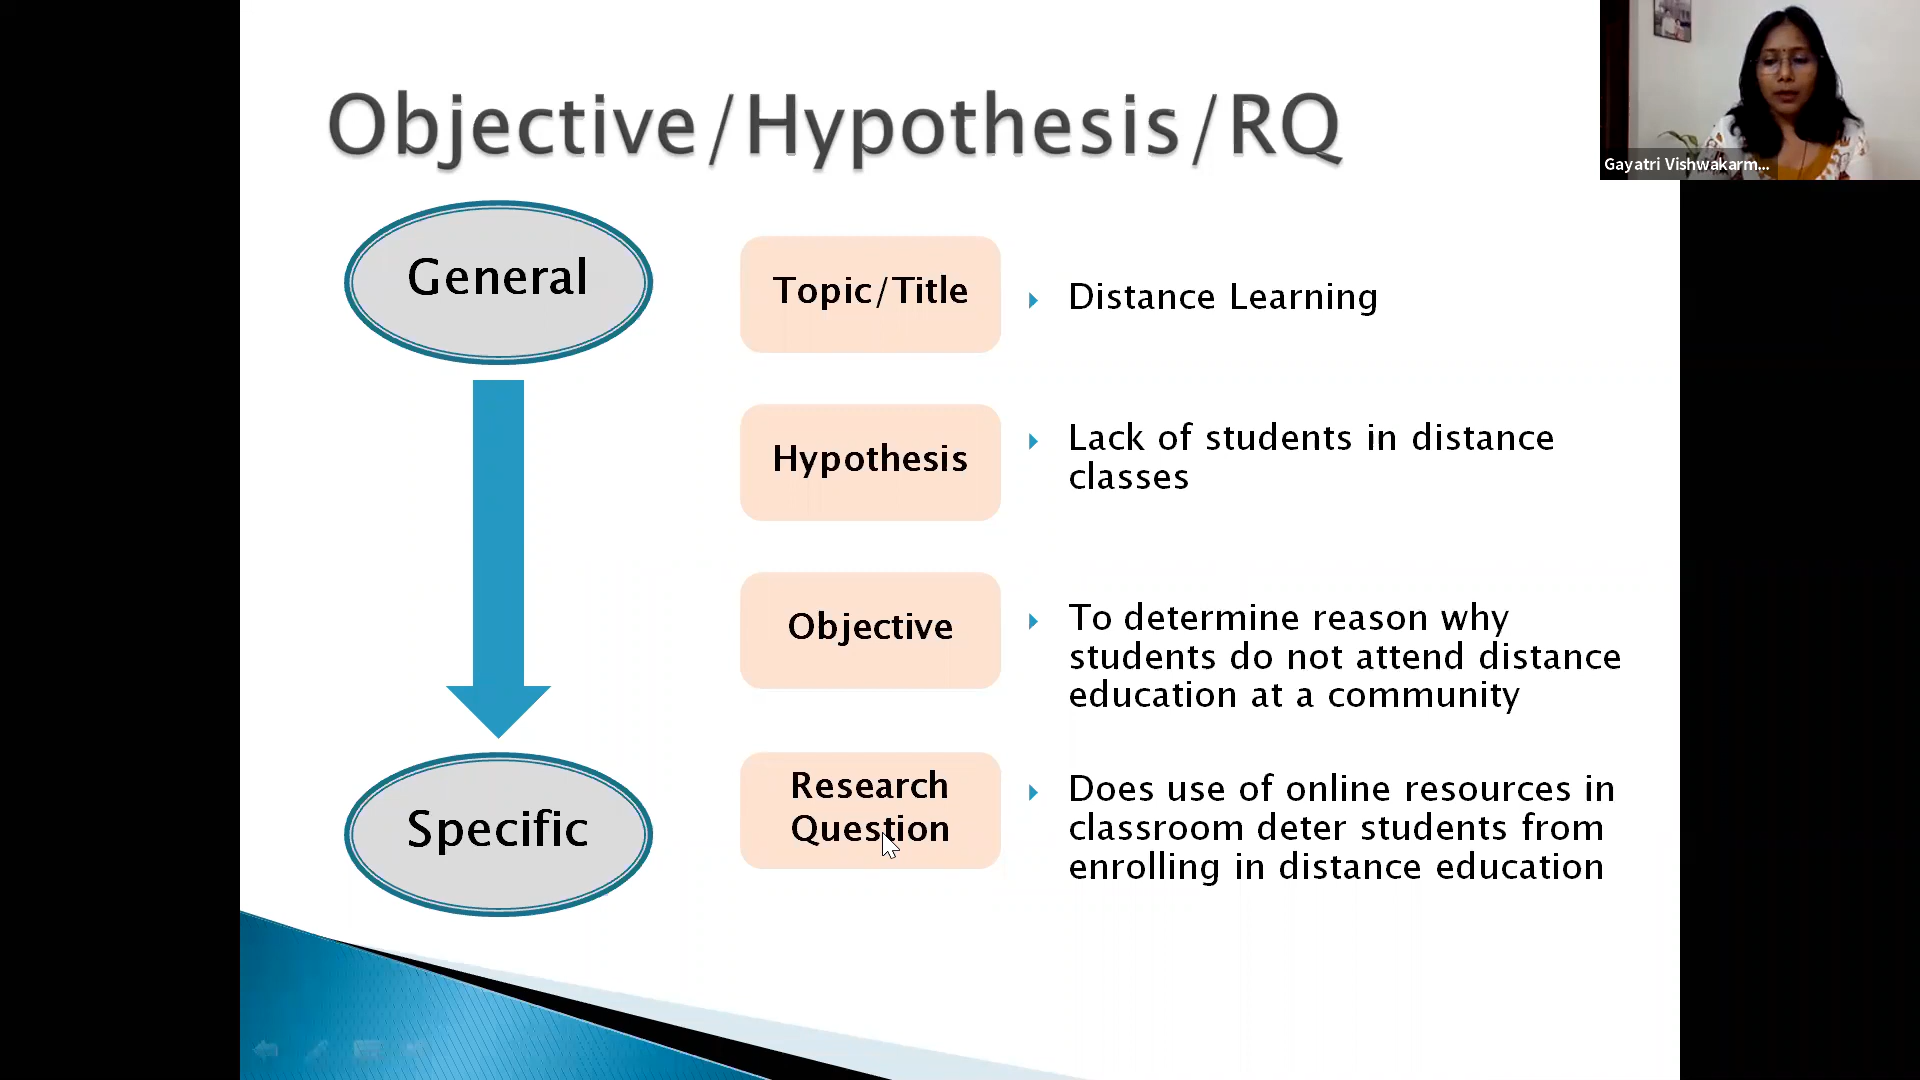 Objective/Hypothesis/RQ
Gayatri Vishwakarm...
General
Topic/Title
Distance Learning
Hypothesis
Lack of students in distance
classes
Objective
To determine reason why
students do not attend distance
education at a community
Specific
Research
Question
Does use of online resources in
classroom deter students from
enrolling in distance education